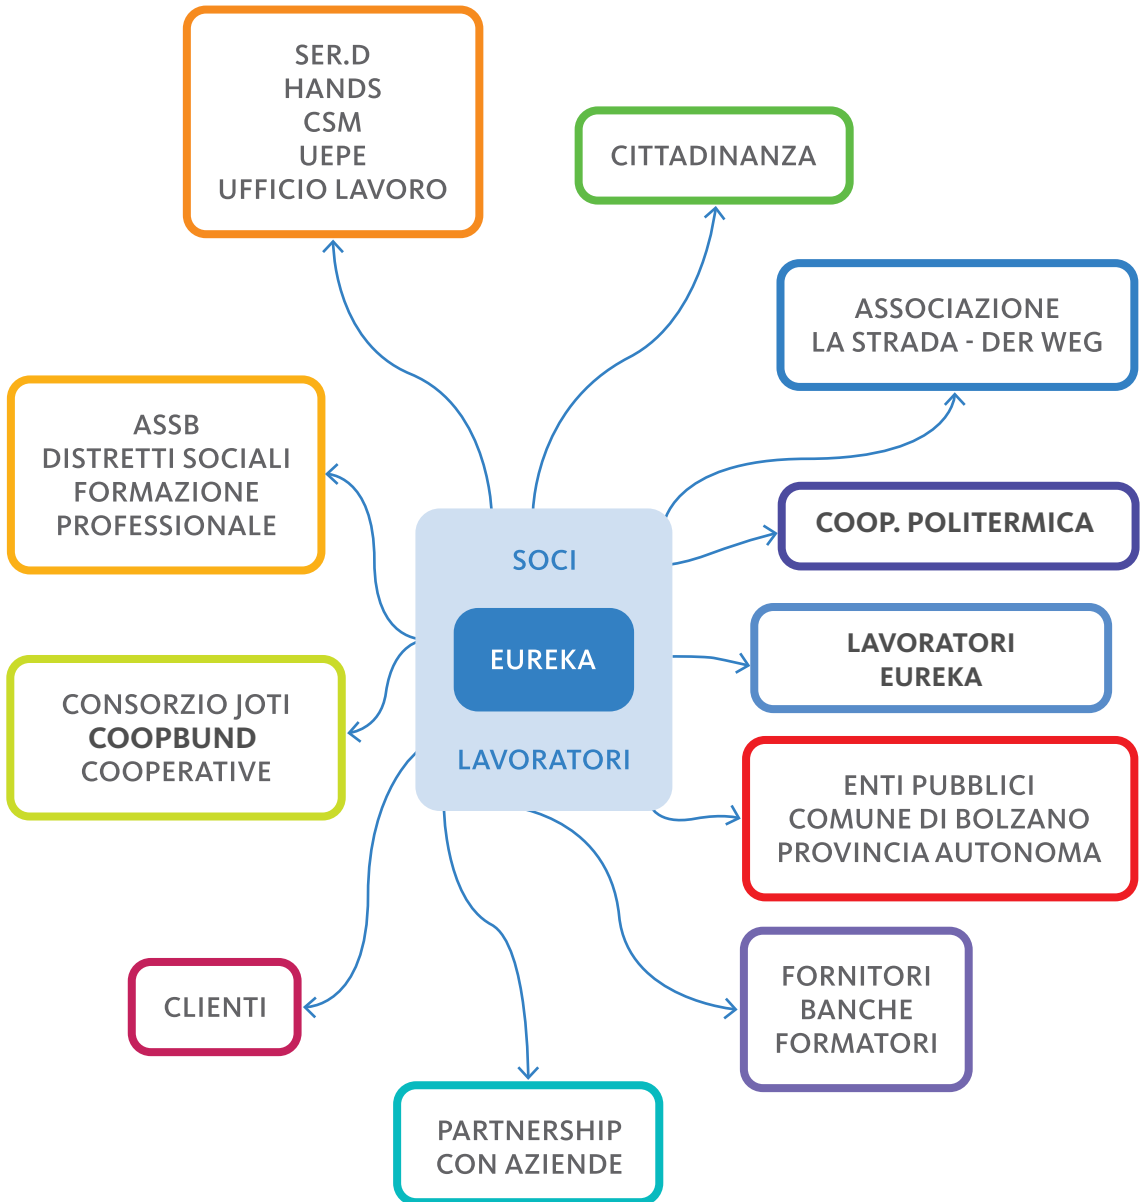 SER.D
HANDS
CSM
UEPE
UFFICIO LAVORO
CITTADINANZA
ASSOCIAZIONE
LA STRADA - DER WEG
ASSB
DISTRETTI SOCIALI
FORMAZIONE
PROFESSIONALE
COOP. POLITERMICA
SOCI
EUREKA
LAVORATORI
LAVORATORI
EUREKA
CONSORZIO JOTI
COOPBUND
COOPERATIVE
ENTI PUBBLICI
COMUNE DI BOLZANO
PROVINCIA AUTONOMA
CLIENTI
FORNITORI
BANCHE
FORMATORI
PARTNERSHIP
CON AZIENDE